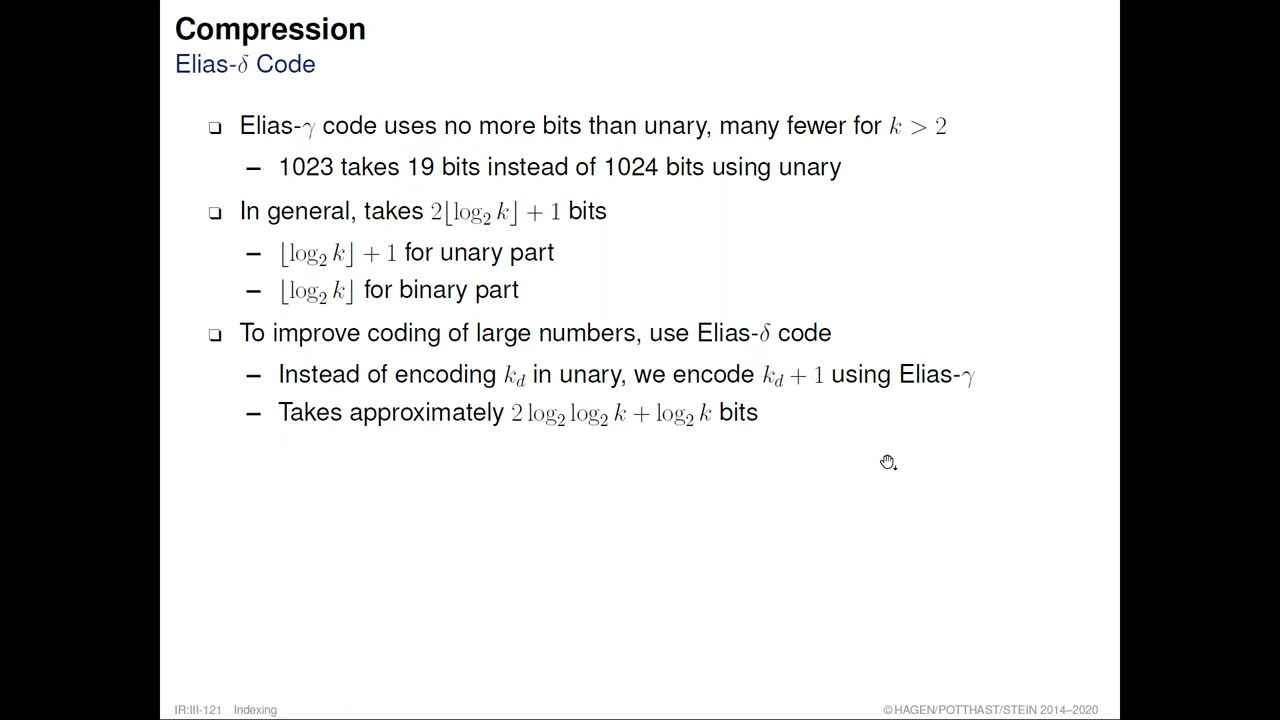 Compression
Elias-δ Code
❏ Elias-γ code uses no more bits than unary, many fewer for k > 2
– 1023 takes 19 bits instead of 1024 bits using unary
❏ In general, takes 2⌊log₂ k⌋ + 1 bits
– ⌊log₂ k⌋ + 1 for unary part
– ⌊log₂ k⌋ for binary part
❏ To improve coding of large numbers, use Elias-δ code
– Instead of encoding k_d in unary, we encode k_d + 1 using Elias-γ
– Takes approximately 2 log₂ log₂ k + log₂ k bits
IR:III-121 Indexing
©HAGEN/POTTHAST/STEIN 2014–2020